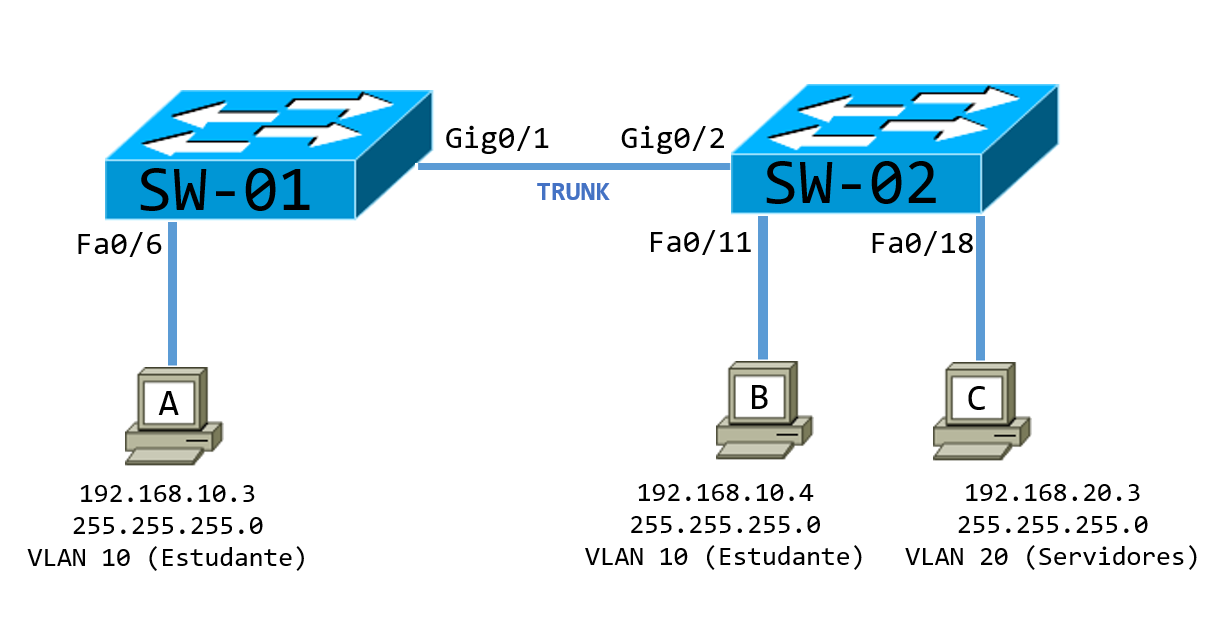 Gig0/1
Gig0/2
SW-01
TRUNK
SW-02
Fa0/6
Fa0/11
Fa0/18
A
B
C
192.168.10.3
255.255.255.0
VLAN 10 (Estudante)
192.168.10.4
255.255.255.0
VLAN 10 (Estudante)
192.168.20.3
255.255.255.0
VLAN 20 (Servidores)